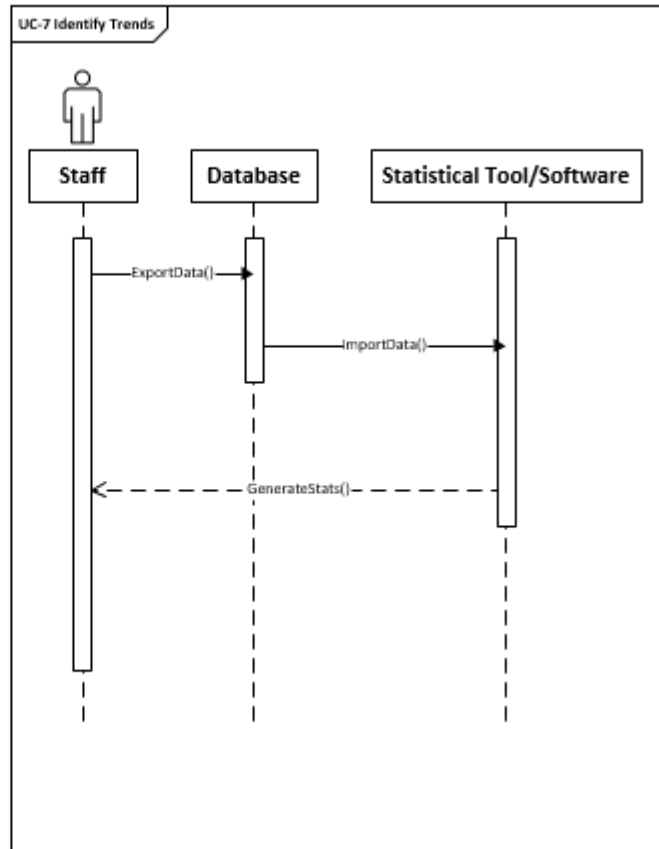 UC-7 Identify Trends
Staff
Database
Statistical Tool/Software
ExportData()
ImportData()
GenerateStats()